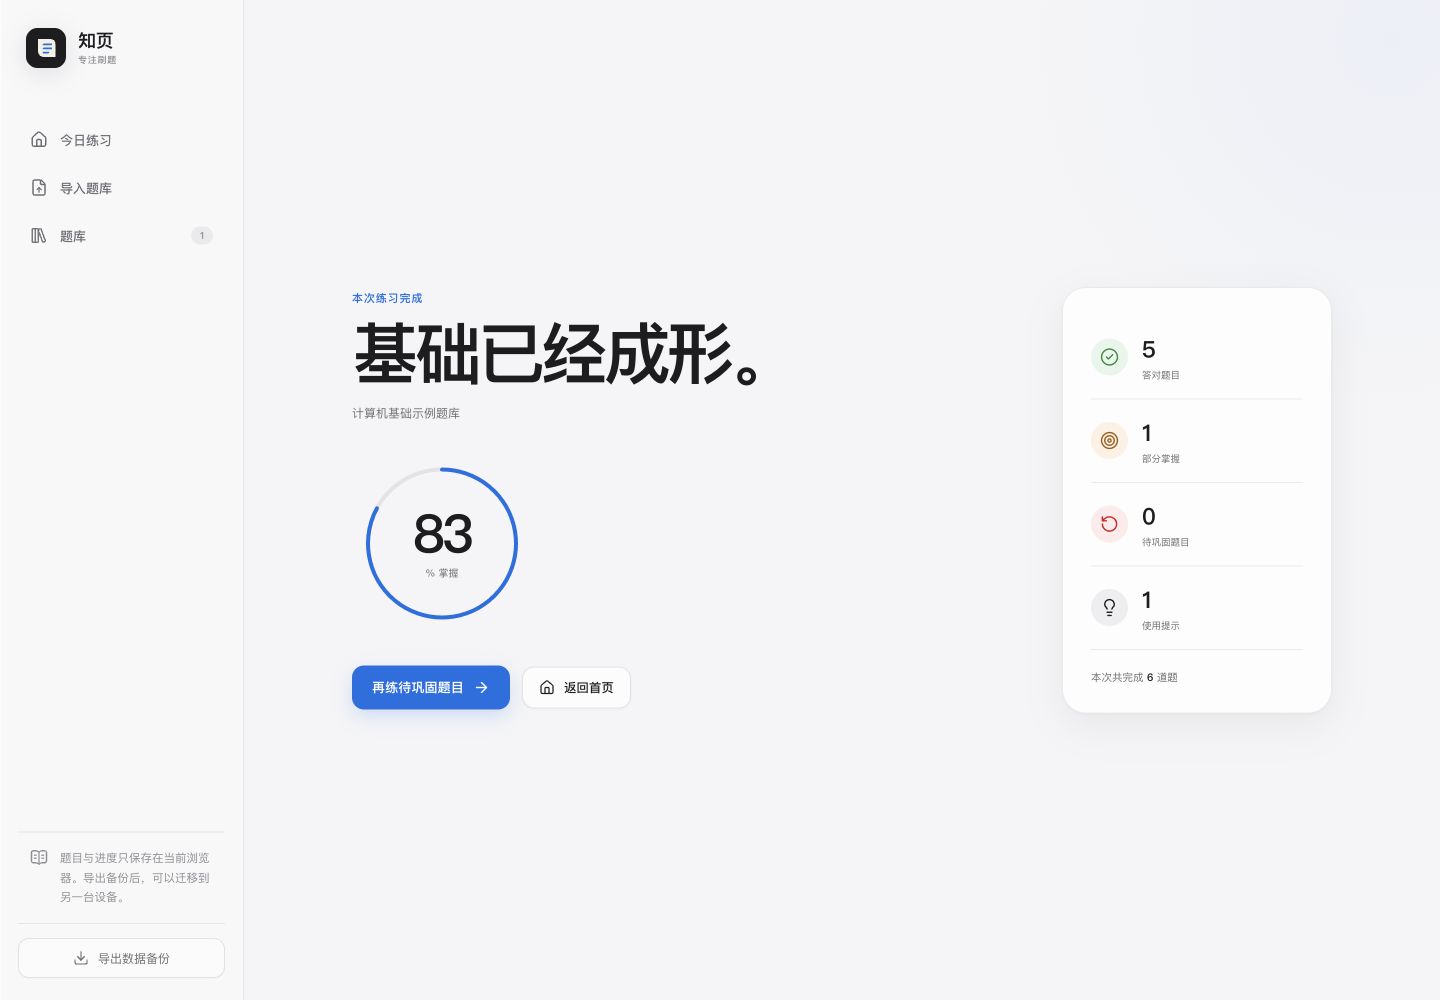 知页
专注刷题
今日练习
导入题库
题库
1
题目与进度只保存在当前浏览
器。导出备份后，可以迁移到
另一台设备。
导出数据备份
本次练习完成
基础已经成形。
计算机基础示例题库
83
% 掌握
再练待巩固题目
返回首页
5
答对题目
1
部分掌握
0
待巩固题目
1
使用提示
本次共完成 6 道题